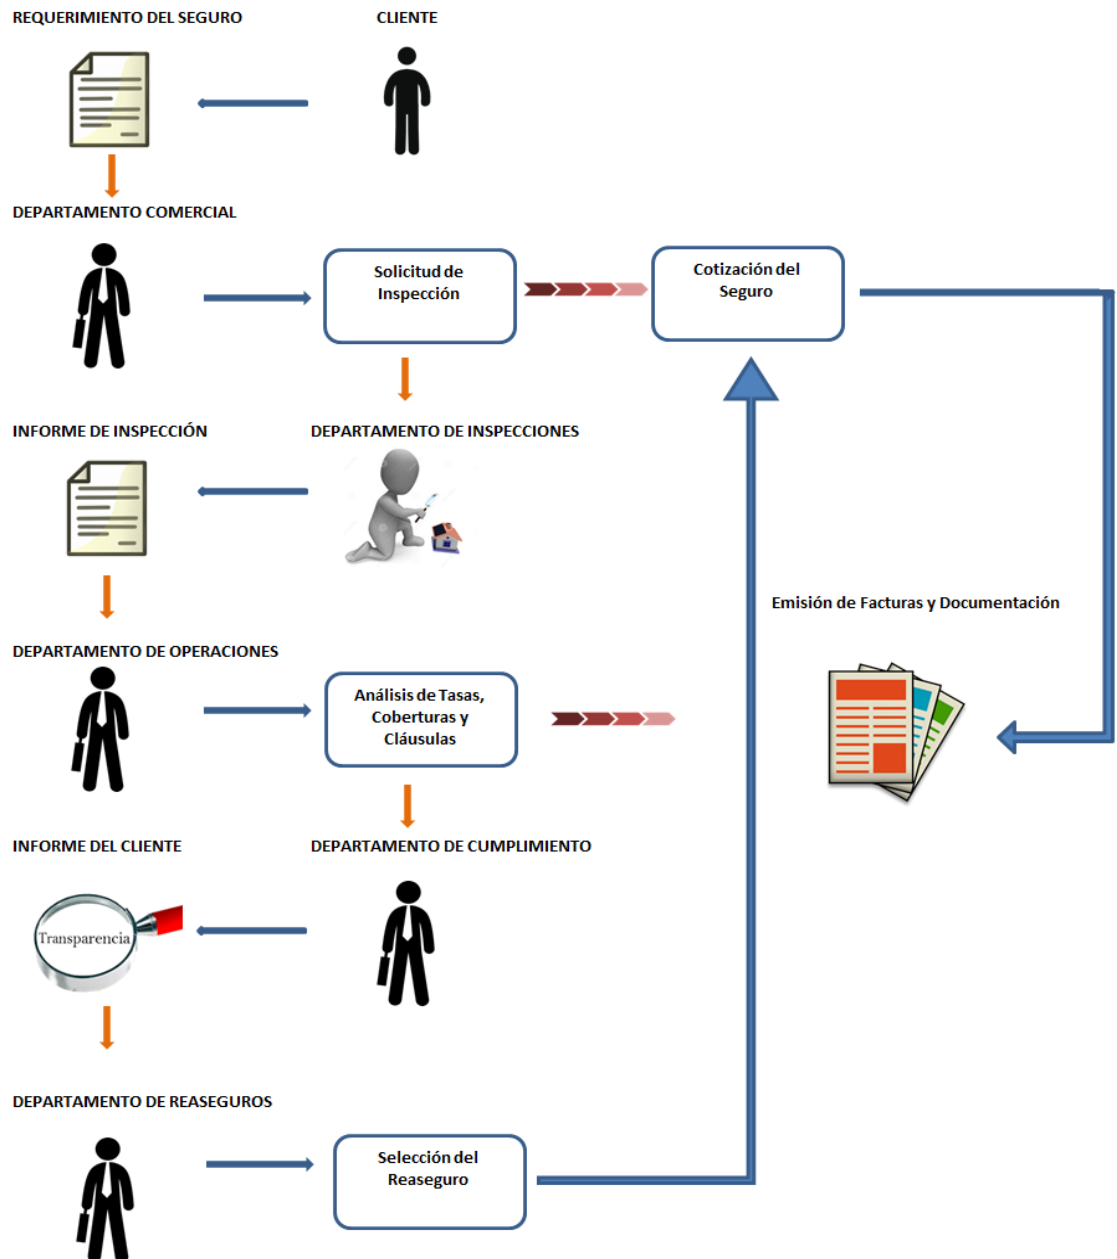 REQUERIMIENTO DEL SEGURO
CLIENTE
DEPARTAMENTO COMERCIAL
Solicitud de
Inspección
Cotización del
Seguro
INFORME DE INSPECCIÓN
DEPARTAMENTO DE INSPECCIONES
Emisión de Facturas y Documentación
DEPARTAMENTO DE OPERACIONES
Análisis de Tasas,
Coberturas y
Cláusulas
INFORME DEL CLIENTE
DEPARTAMENTO DE CUMPLIMIENTO
Transparencia
DEPARTAMENTO DE REASEGUROS
Selección del
Reaseguro